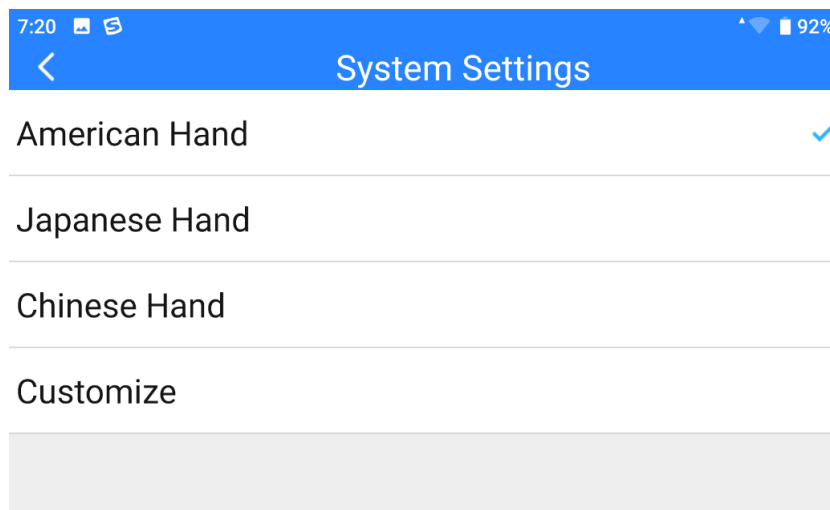 7:20 92%
System Settings
American Hand
Japanese Hand
Chinese Hand
Customize